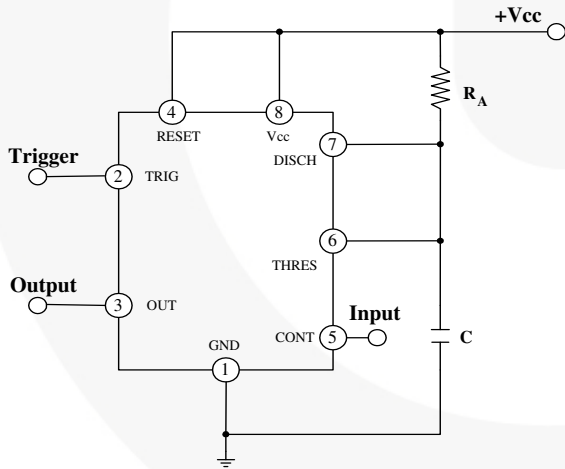 +Vcc
R_A
4
8
RESET
Vcc
7
DISCH
Trigger
2
TRIG
6
THRES
Output
3
OUT
Input
GND
CONT
5
C
1